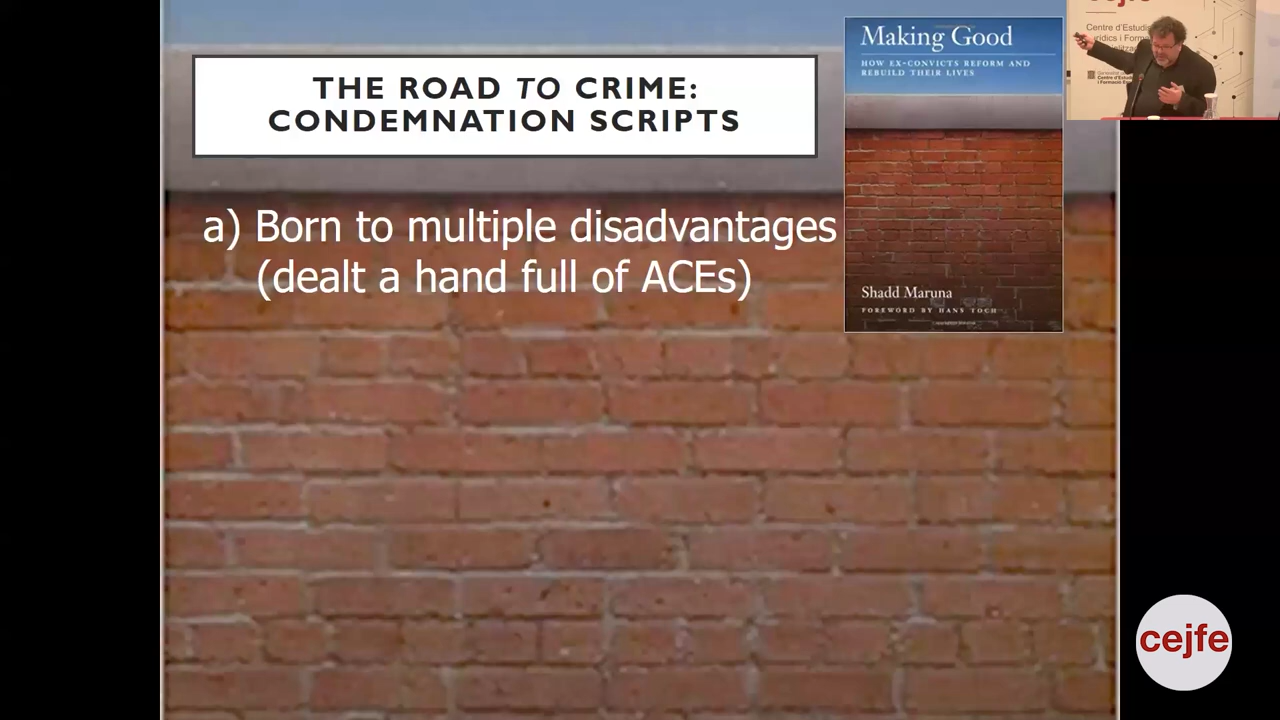 THE ROAD TO CRIME:
CONDEMNATION SCRIPTS
a) Born to multiple disadvantages
(dealt a hand full of ACEs)
Making Good
HOW EX-CONVICTS REFORM AND
REBUILD THEIR LIVES
Shadd Maruna
FOREWORD BY HANS TOCH
cejfe
Centre d'Estudis
cejfe